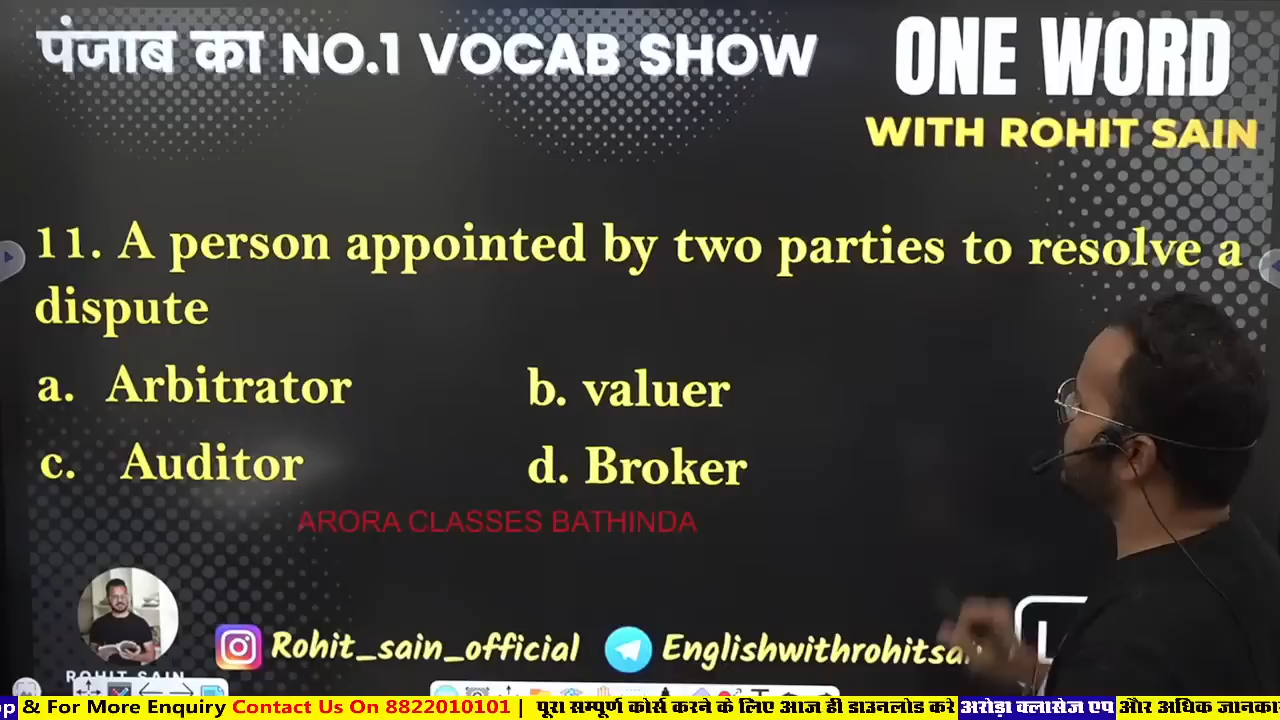 पंजाब का NO.1 VOCAB SHOW
ONE WORD
WITH ROHIT SAIN
11. A person appointed by two parties to resolve a
dispute
a. Arbitrator
b. valuer
c. Auditor
d. Broker
ARORA CLASSES BATHINDA
Rohit_sain_official
ROHIT SAIN
& For More Enquiry Contact Us On 8822010101 | पूरा सम्पूर्ण कोर्स करने के लिए आज ही डाउनलोड करे अरोड़ा क्लासेज एप और अधिक